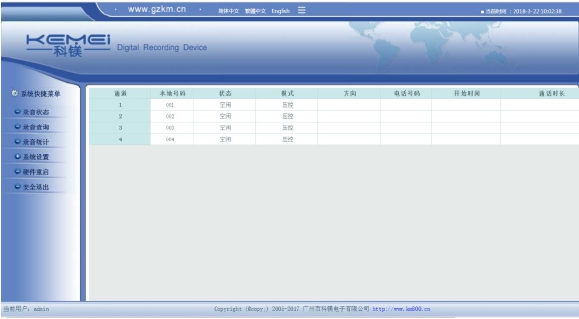 · www.gzkm.cn · 简体中文 繁體中文 English ☰
■ 当前时间 : 2018-3-22 10:02:38
KEMEi
科镁 Digital Recording Device
系统快捷菜单
录音状态
录音查询
录音统计
系统设置
硬件重启
安全退出
通道 本地号码 状态 模式 方向 电话号码 开始时间 通话时长
1 001 空闲 压控
2 002 空闲 压控
3 003 空闲 压控
4 004 空闲 压控
当前用户: admin Copyright (©copy;) 2005-2017 广州市科镁电子有限公司 http://www.km600.cn